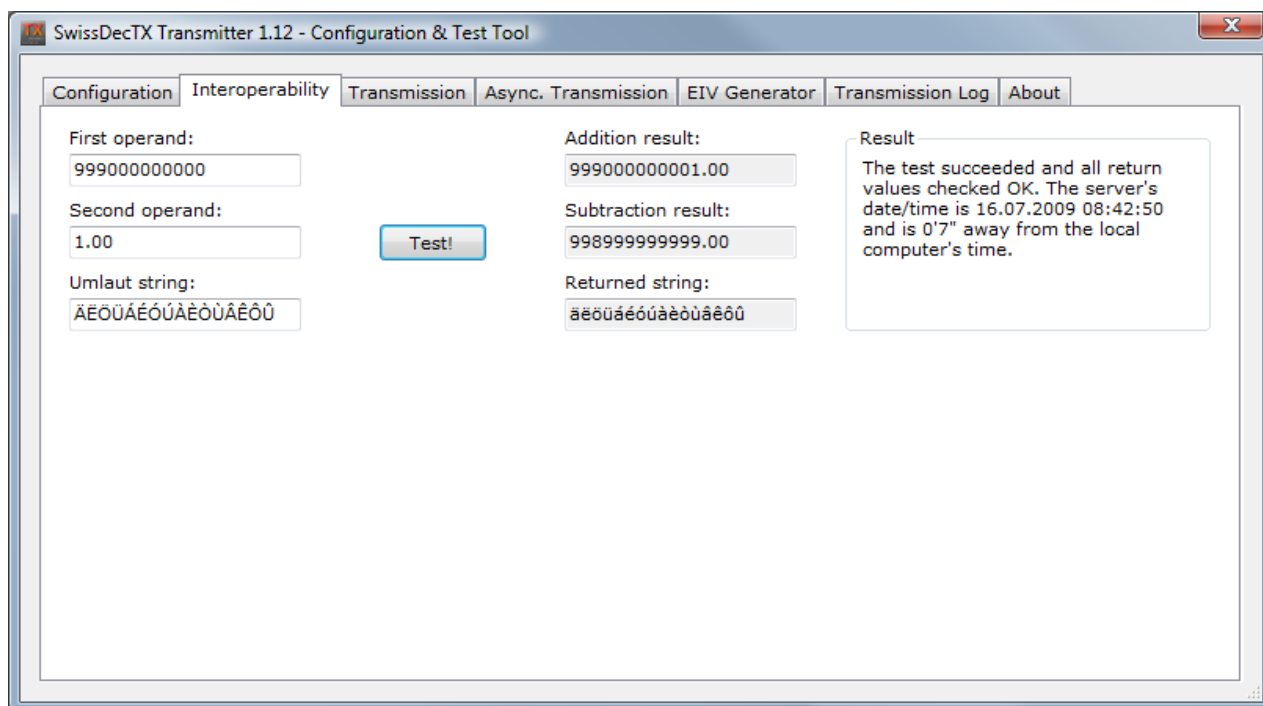 SwissDecTX Transmitter 1.12 - Configuration & Test Tool
Configuration Interoperability Transmission Async. Transmission EIV Generator Transmission Log About
First operand:
999000000000
Second operand:
1.00
Test!
Umlaut string:
ÄËÖÜÁÉÓÚÀÈÒÙÂÊÔÛ
Addition result:
999000000001.00
Subtraction result:
998999999999.00
Returned string:
äëöüáéóúàèòùâêôû
Result
The test succeeded and all return
values checked OK. The server's
date/time is 16.07.2009 08:42:50
and is 0'7" away from the local
computer's time.